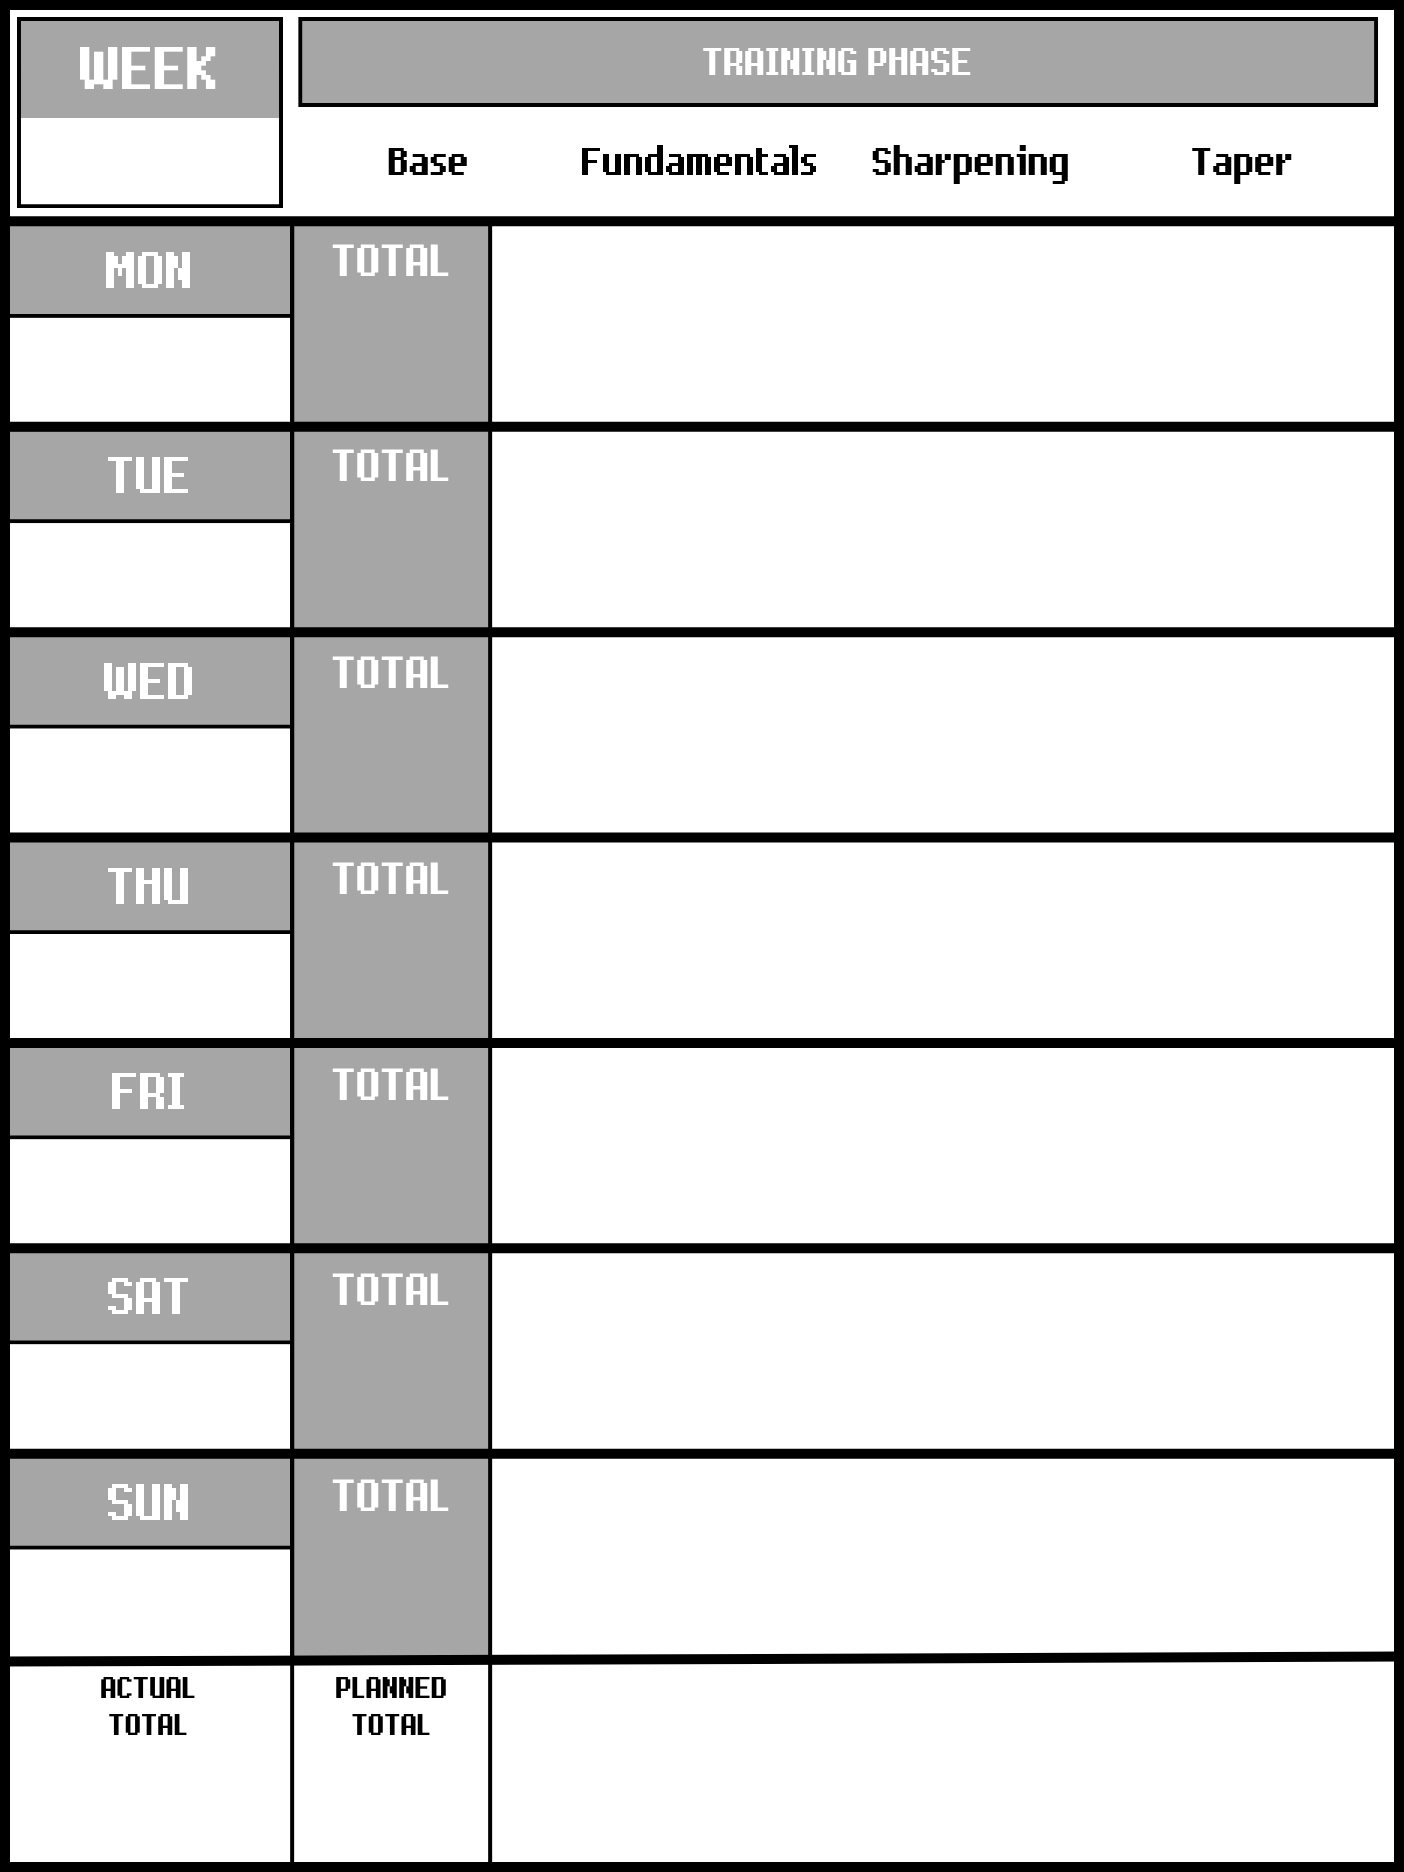 WEEK
TRAINING PHASE
Base Fundamentals Sharpening Taper
MON
TOTAL
TUE
TOTAL
WED
TOTAL
THU
TOTAL
FRI
TOTAL
SAT
TOTAL
SUN
TOTAL
ACTUAL
TOTAL
PLANNED
TOTAL